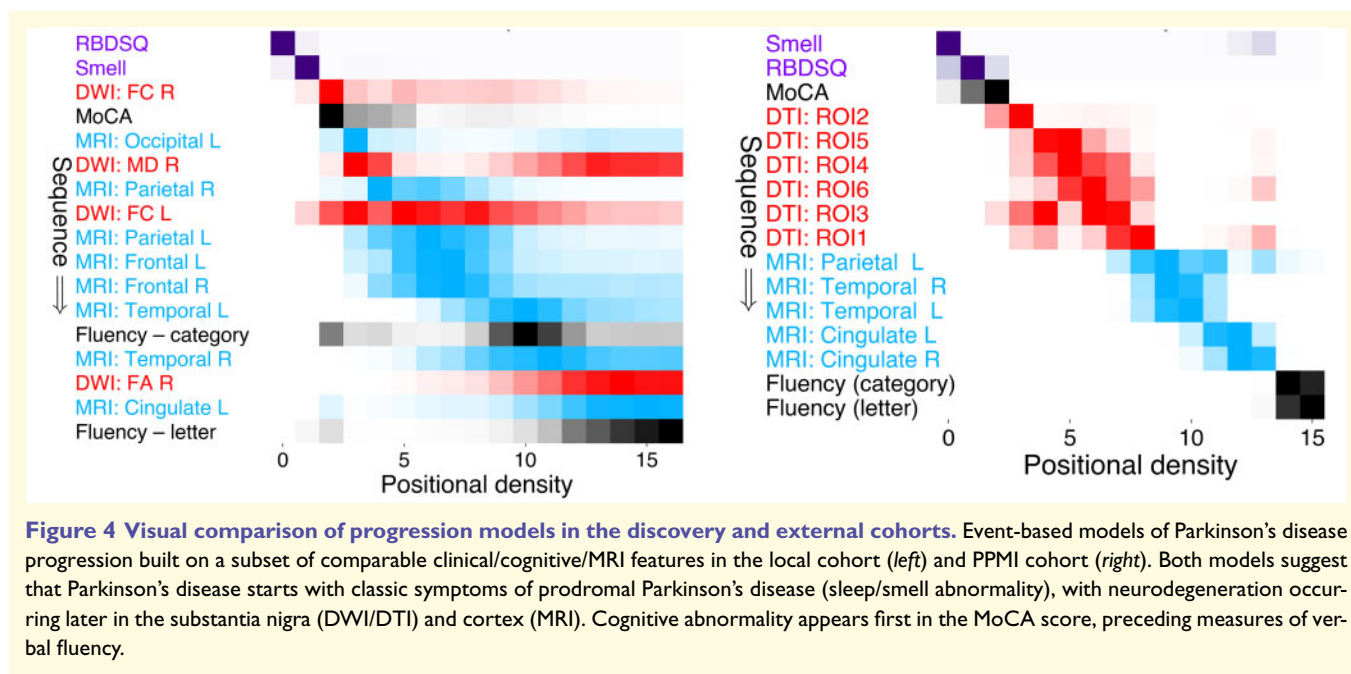 RBDSQ
Smell
DWI: FC R
MoCA
MRI: Occipital L
DWI: MD R
MRI: Parietal R
DWI: FC L
MRI: Parietal L
MRI: Frontal L
MRI: Frontal R
MRI: Temporal L
Fluency – category
MRI: Temporal R
DWI: FA R
MRI: Cingulate L
Fluency – letter
Sequence
0 5 10 15
Positional density
Smell
RBDSQ
MoCA
DTI: ROI2
DTI: ROI5
DTI: ROI4
DTI: ROI6
DTI: ROI3
DTI: ROI1
MRI: Parietal L
MRI: Temporal R
MRI: Temporal L
MRI: Cingulate L
MRI: Cingulate R
Fluency (category)
Fluency (letter)
Sequence
0 5 10 15
Positional density
Figure 4 Visual comparison of progression models in the discovery and external cohorts. Event-based models of Parkinson's disease
progression built on a subset of comparable clinical/cognitive/MRI features in the local cohort (left) and PPMI cohort (right). Both models suggest
that Parkinson's disease starts with classic symptoms of prodromal Parkinson's disease (sleep/smell abnormality), with neurodegeneration occur-
ring later in the substantia nigra (DWI/DTI) and cortex (MRI). Cognitive abnormality appears first in the MoCA score, preceding measures of ver-
bal fluency.